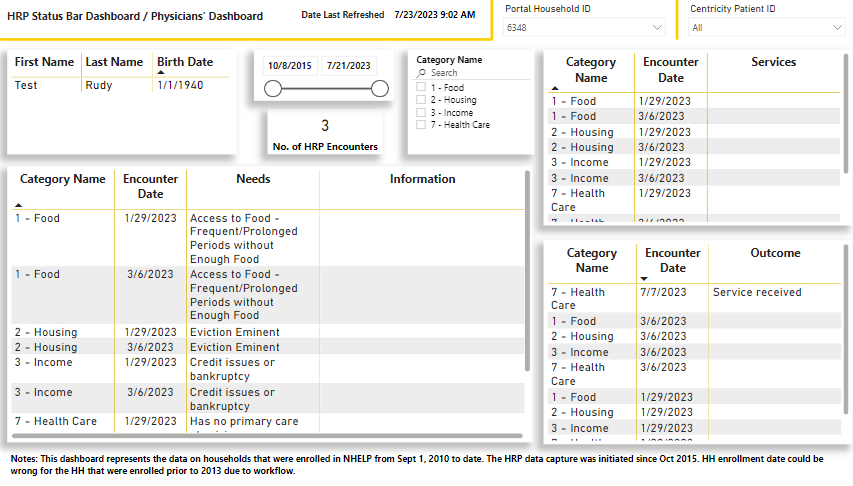 HRP Status Bar Dashboard / Physicians' Dashboard
Date Last Refreshed 7/23/2023 9:02 AM
Portal Household ID
6348
Centricity Patient ID
All
First Name Last Name Birth Date
Test Rudy 1/1/1940
10/8/2015 7/21/2023
3
No. of HRP Encounters
Category Name
Search
1 - Food
2 - Housing
3 - Income
7 - Health Care
Category Name Encounter Date Services
1 - Food 1/29/2023
1 - Food 3/6/2023
2 - Housing 1/29/2023
2 - Housing 3/6/2023
3 - Income 1/29/2023
3 - Income 3/6/2023
7 - Health 1/29/2023
Care
7 - Health 3/6/2023
Category Name Encounter Date Needs Information
1 - Food 1/29/2023 Access to Food -
Frequent/Prolonged
Periods without
Enough Food
1 - Food 3/6/2023 Access to Food -
Frequent/Prolonged
Periods without
Enough Food
2 - Housing 1/29/2023 Eviction Eminent
2 - Housing 3/6/2023 Eviction Eminent
3 - Income 1/29/2023 Credit issues or
bankruptcy
3 - Income 3/6/2023 Credit issues or
bankruptcy
7 - Health Care 1/29/2023 Has no primary care
Category Name Encounter Date Outcome
7 - Health 7/7/2023 Service received
Care
1 - Food 3/6/2023
2 - Housing 3/6/2023
3 - Income 3/6/2023
7 - Health 3/6/2023
Care
1 - Food 1/29/2023
2 - Housing 1/29/2023
3 - Income 1/29/2023
Notes: This dashboard represents the data on households that were enrolled in NHELP from Sept 1, 2010 to date. The HRP data capture was initiated since Oct 2015. HH enrollment date could be
wrong for the HH that were enrolled prior to 2013 due to workflow.